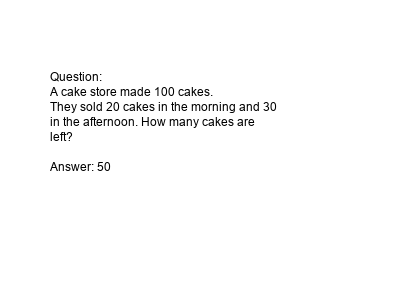 Question:
A cake store made 100 cakes.
They sold 20 cakes in the morning and 30
in the afternoon. How many cakes are
left?
Answer: 50